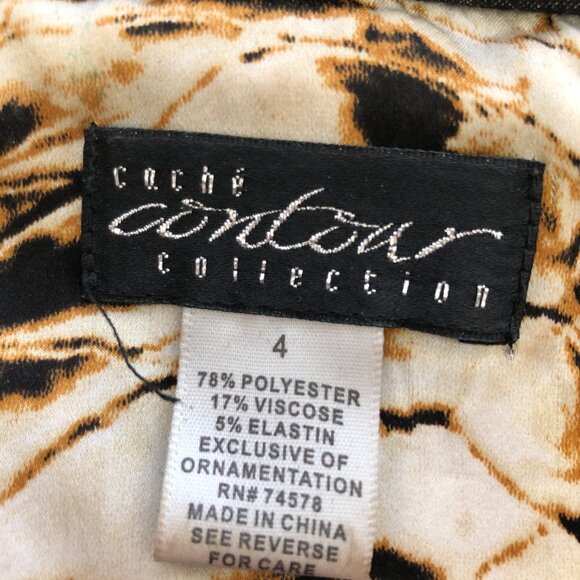 caché
contour
collection
4
78% POLYESTER
17% VISCOSE
5% ELASTIN
EXCLUSIVE OF
ORNAMENTATION
RN# 74578
MADE IN CHINA
SEE REVERSE
FOR CARE